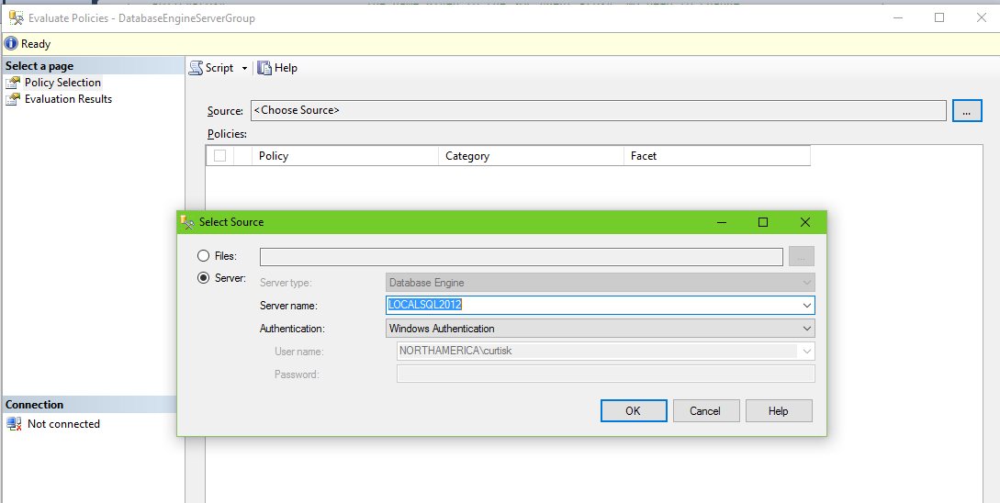 Evaluate Policies - DatabaseEngineServerGroup
Ready
Select a page
Policy Selection
Evaluation Results
Script
Help
Source: <Choose Source> ...
Policies:
Policy Category Facet
Select Source
Files: ...
Server: Server type: Database Engine
Server name: LOCALSQL2012
Authentication: Windows Authentication
User name: NORTHAMERICA\curtisk
Password:
OK Cancel Help
Connection
Not connected